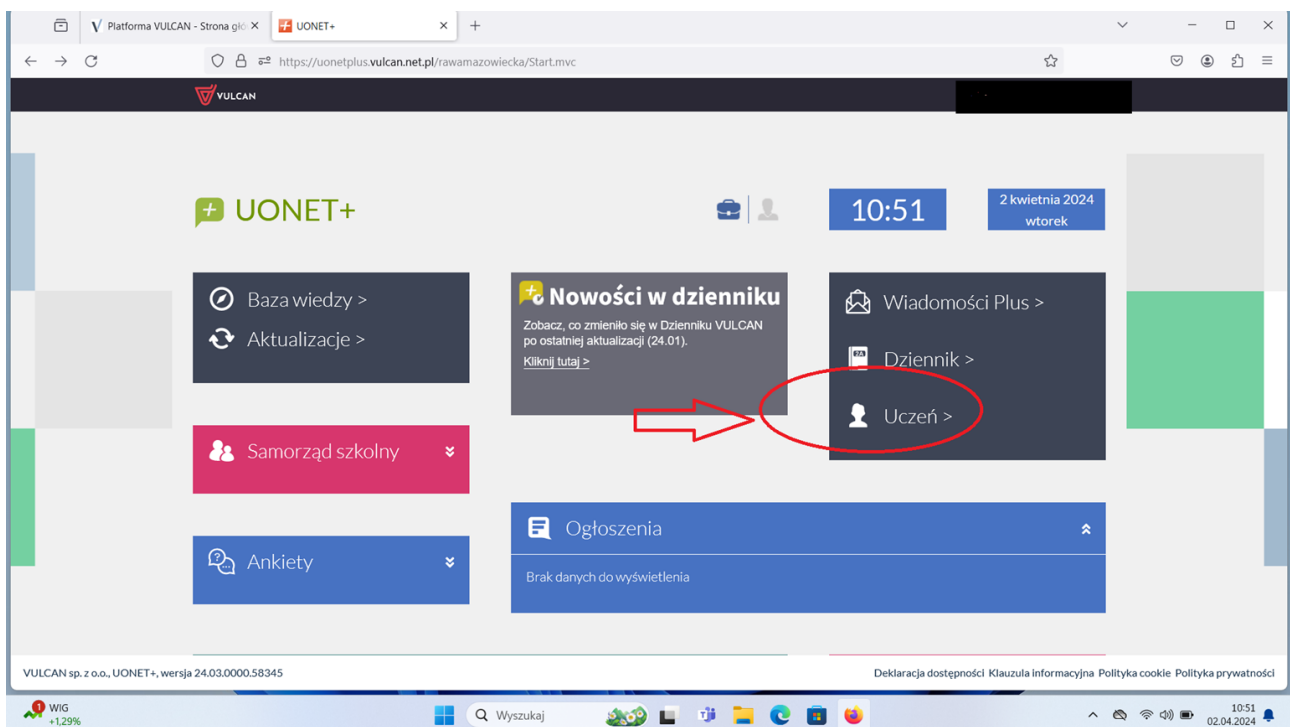 Platforma VULCAN - Strona głó
UONET+
https://uonetplus.vulcan.net.pl/rawamazowiecka/Start.mvc
VULCAN
UONET+
10:51
2 kwietnia 2024
wtorek
Baza wiedzy >
Aktualizacje >
Nowości w dzienniku
Zobacz, co zmieniło się w Dzienniku VULCAN
po ostatniej aktualizacji (24.01).
Kliknij tutaj >
Wiadomości Plus >
2A
Dziennik >
Uczeń >
Samorząd szkolny
Ogłoszenia
Brak danych do wyświetlenia
Ankiety
VULCAN sp. z o.o., UONET+, wersja 24.03.0000.58345
Deklaracja dostępności Klauzula informacyjna Polityka cookie Polityka prywatności
1
WIG
+1,29%
Wyszukaj
10:51
02.04.2024